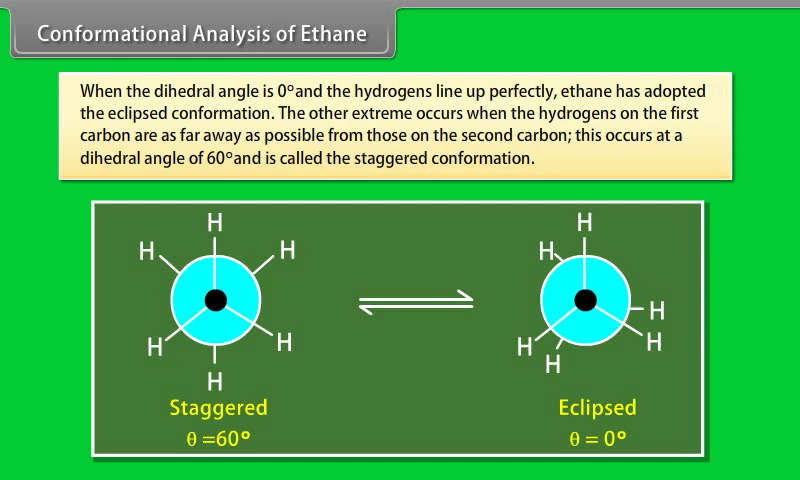 Conformational Analysis of Ethane
When the dihedral angle is 0°and the hydrogens line up perfectly, ethane has adopted
the eclipsed conformation. The other extreme occurs when the hydrogens on the first
carbon are as far away as possible from those on the second carbon; this occurs at a
dihedral angle of 60°and is called the staggered conformation.
H
H
H
H
H
H
Staggered
θ =60°
H
H
H
H
H
H
Eclipsed
θ = 0°